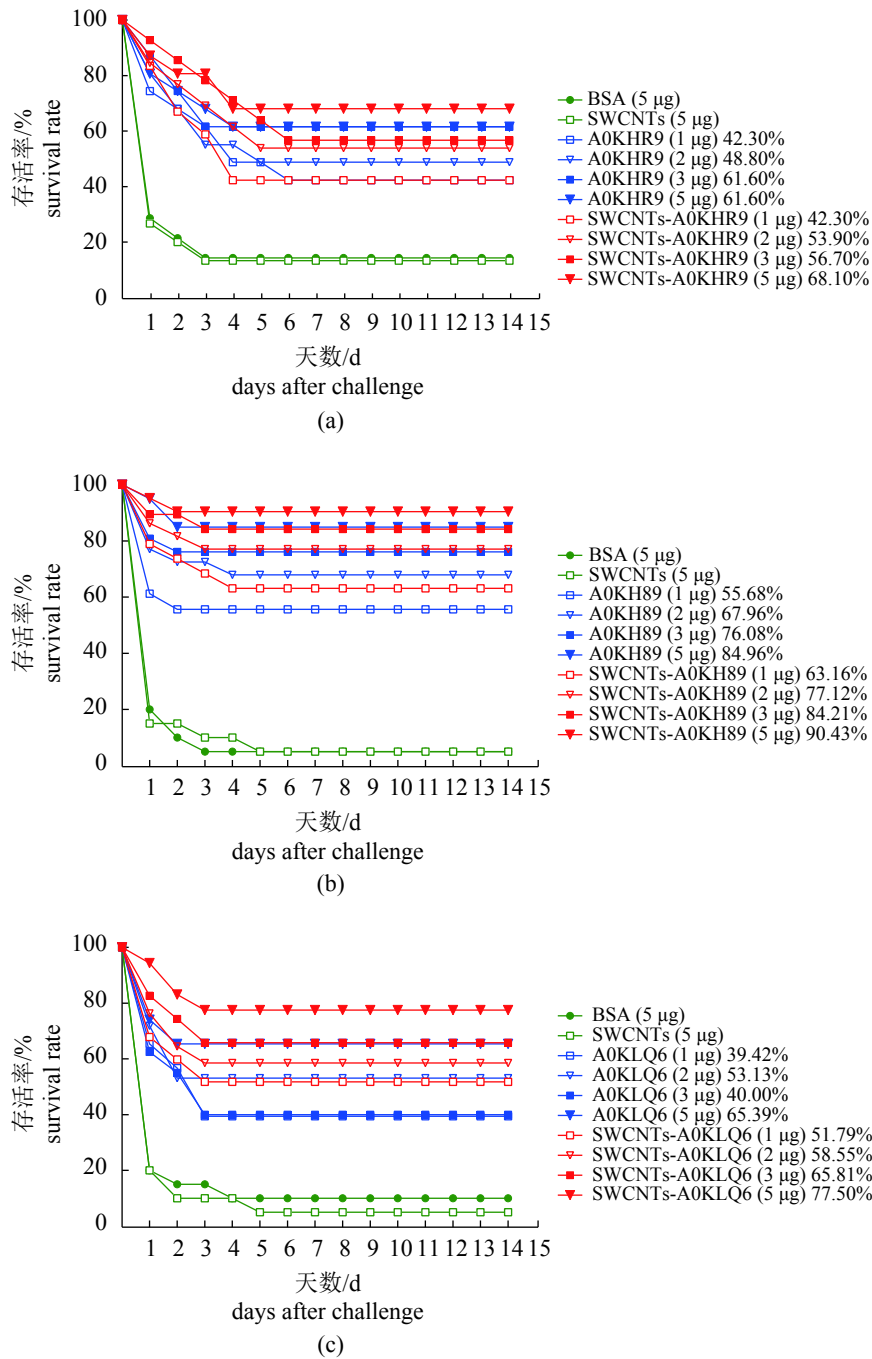 100
80
60
40
20
0
存活率/%
survival rate
1 2 3 4 5 6 7 8 9 10 11 12 13 14 15
天数/d
days after challenge
(a)
BSA (5 μg)
SWCNTs (5 μg)
A0KHR9 (1 μg) 42.30%
A0KHR9 (2 μg) 48.80%
A0KHR9 (3 μg) 61.60%
A0KHR9 (5 μg) 61.60%
SWCNTs-A0KHR9 (1 μg) 42.30%
SWCNTs-A0KHR9 (2 μg) 53.90%
SWCNTs-A0KHR9 (3 μg) 56.70%
SWCNTs-A0KHR9 (5 μg) 68.10%
100
80
60
40
20
0
存活率/%
survival rate
1 2 3 4 5 6 7 8 9 10 11 12 13 14 15
天数/d
days after challenge
(b)
BSA (5 μg)
SWCNTs (5 μg)
A0KH89 (1 μg) 55.68%
A0KH89 (2 μg) 67.96%
A0KH89 (3 μg) 76.08%
A0KH89 (5 μg) 84.96%
SWCNTs-A0KH89 (1 μg) 63.16%
SWCNTs-A0KH89 (2 μg) 77.12%
SWCNTs-A0KH89 (3 μg) 84.21%
SWCNTs-A0KH89 (5 μg) 90.43%
100
80
60
40
20
0
存活率/%
survival rate
1 2 3 4 5 6 7 8 9 10 11 12 13 14 15
天数/d
days after challenge
(c)
BSA (5 μg)
SWCNTs (5 μg)
A0KLQ6 (1 μg) 39.42%
A0KLQ6 (2 μg) 53.13%
A0KLQ6 (3 μg) 40.00%
A0KLQ6 (5 μg) 65.39%
SWCNTs-A0KLQ6 (1 μg) 51.79%
SWCNTs-A0KLQ6 (2 μg) 58.55%
SWCNTs-A0KLQ6 (3 μg) 65.81%
SWCNTs-A0KLQ6 (5 μg) 77.50%